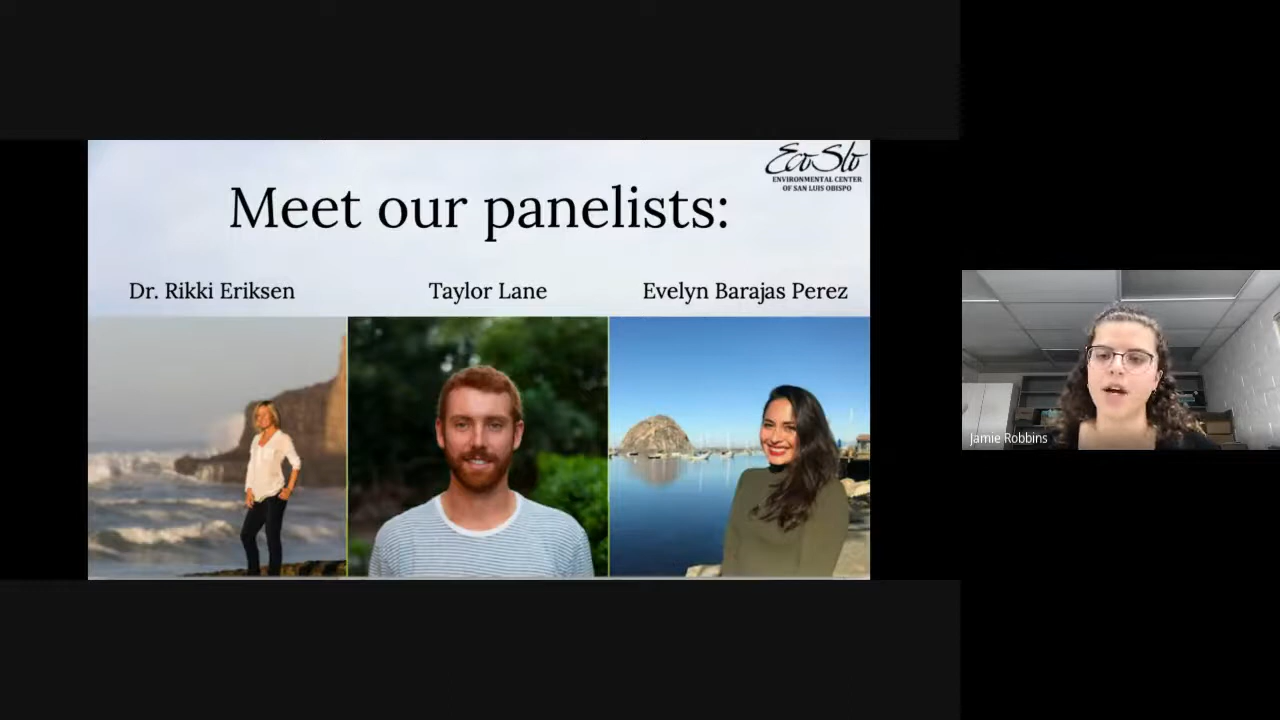 EcoSlo
ENVIRONMENTAL CENTER
OF SAN LUIS OBISPO
Meet our panelists:
Dr. Rikki Eriksen
Taylor Lane
Evelyn Barajas Perez
Jamie Robbins